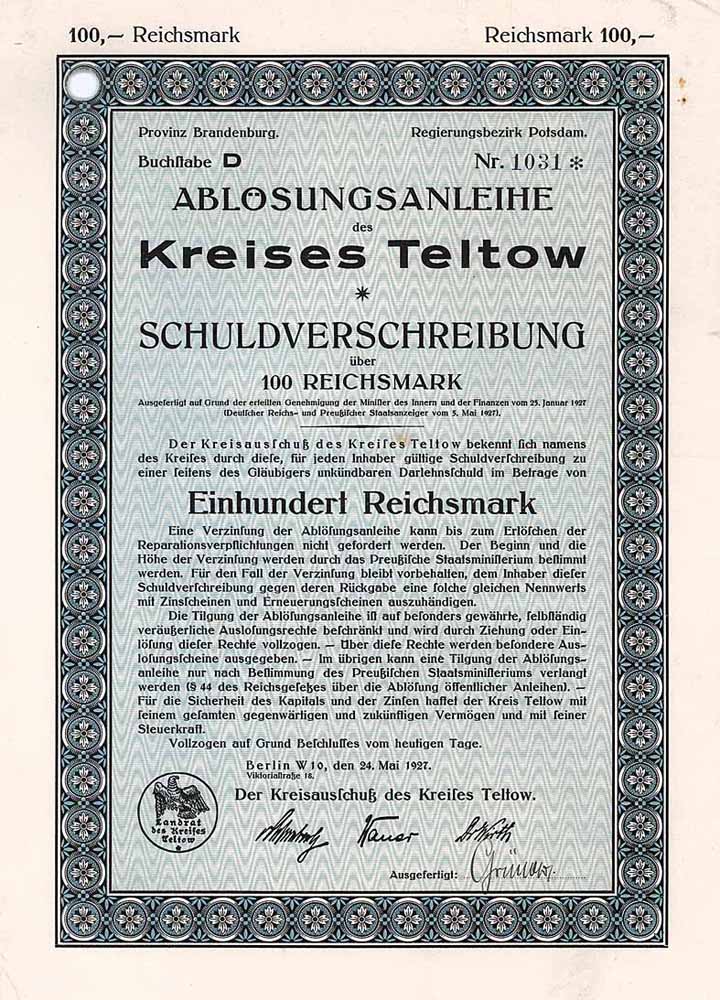 100,— Reichsmark Reichsmark 100,—
Provinz Brandenburg. Regierungsbezirk Potsdam.
Buchſtabe D Nr. 1031 *
ABLÖSUNGSANLEIHE
des
Kreises Teltow
*
SCHULDVERSCHREIBUNG
über
100 REICHSMARK
Ausgefertigt auf Grund der erteilten Genehmigung der Miniſter des Innern und der Finanzen vom 25. Januar 1927
(Deutſcher Reichs- und Preußiſcher Staatsanzeiger vom 5. Mai 1927).
Der Kreisausſchuß des Kreiſes Teltow bekennt ſich namens
des Kreiſes durch dieſe, für jeden Inhaber gültige Schuldverſchreibung zu
einer ſeitens des Gläubigers unkündbaren Darlehnsſchuld im Betrage von
Einhundert Reichsmark
Eine Verzinſung der Ablöſungsanleihe kann bis zum Erlöſchen der
Reparationsverpflichtungen nicht gefordert werden. Der Beginn und die
Höhe der Verzinſung werden durch das Preußiſche Staatsminiſterium beſtimmt
werden. Für den Fall der Verzinſung bleibt vorbehalten, dem Inhaber dieſer
Schuldverſchreibung gegen deren Rückgabe eine ſolche gleichen Nennwerts
mit Zinsſcheinen und Erneuerungsſcheinen auszuhändigen.
Die Tilgung der Ablöſungsanleihe iſt auf beſonders gewährte, ſelbſtändig
veräußerliche Ausloſungsrechte beſchränkt und wird durch Ziehung oder Ein-
löſung dieſer Rechte vollzogen. — Über dieſe Rechte werden beſondere Aus-
loſungsſcheine ausgegeben. — Im übrigen kann eine Tilgung der Ablöſungs-
anleihe nur nach Beſtimmung des Preußiſchen Staatsminiſteriums verlangt
werden (§ 44 des Reichsgeſetzes über die Ablöſung öffentlicher Anleihen). —
Für die Sicherheit des Kapitals und der Zinſen haftet der Kreis Teltow mit
ſeinem geſamten gegenwärtigen und zukünftigen Vermögen und mit ſeiner
Steuerkraft.
Vollzogen auf Grund Beſchluſſes vom heutigen Tage.
Berlin W 10, den 24. Mai 1927.
Viktoriaſtraße 18.
Der Kreisausſchuß des Kreiſes Teltow.
Landrat
des Kreiſes
Teltow
Ausgefertigt: